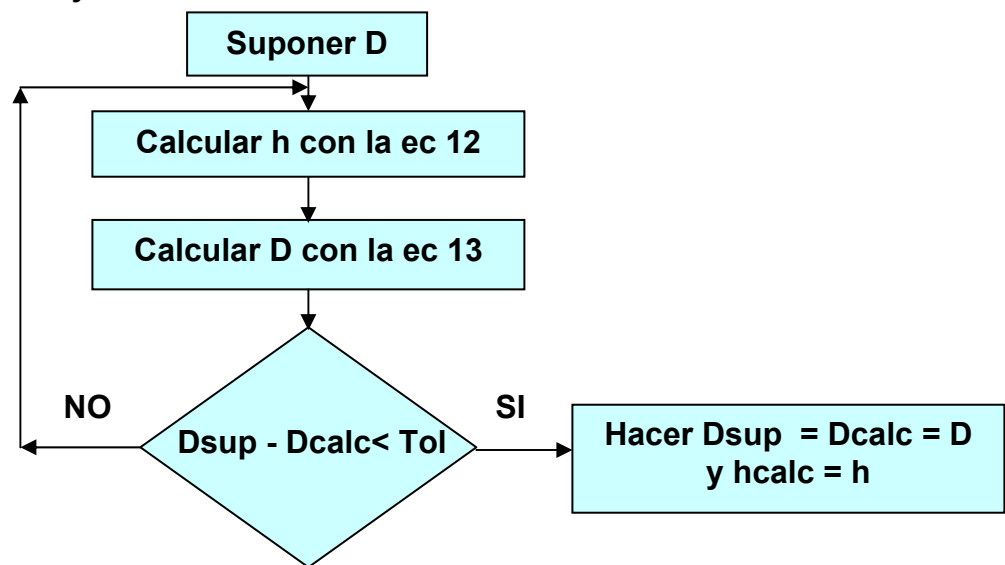 Suponer D
Calcular h con la ec 12
Calcular D con la ec 13
NO
SI
Dsup - Dcalc< Tol
Hacer Dsup = Dcalc = D
y hcalc = h